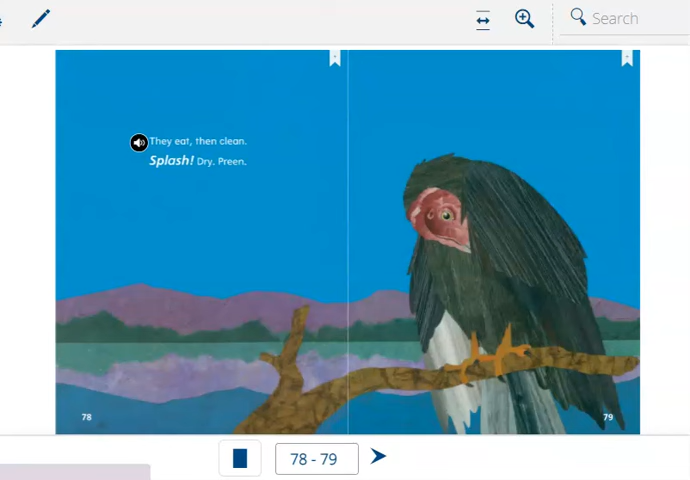 Search
They eat, then clean.
Splash! Dry. Preen.
78
79
78 - 79